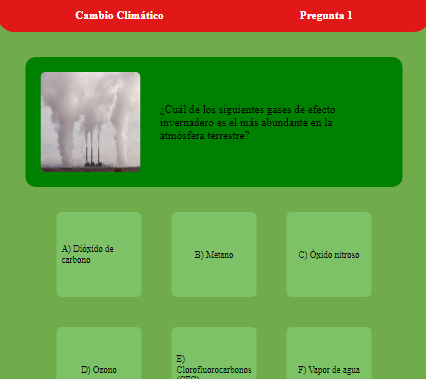 Cambio Climático
Pregunta 1
¿Cuál de los siguientes gases de efecto
invernadero es el más abundante en la
atmósfera terrestre?
A) Dióxido de
carbono
B) Metano
C) Óxido nitroso
D) Ozono
E)
Clorofluorocarbonos
(CFC)
F) Vapor de agua